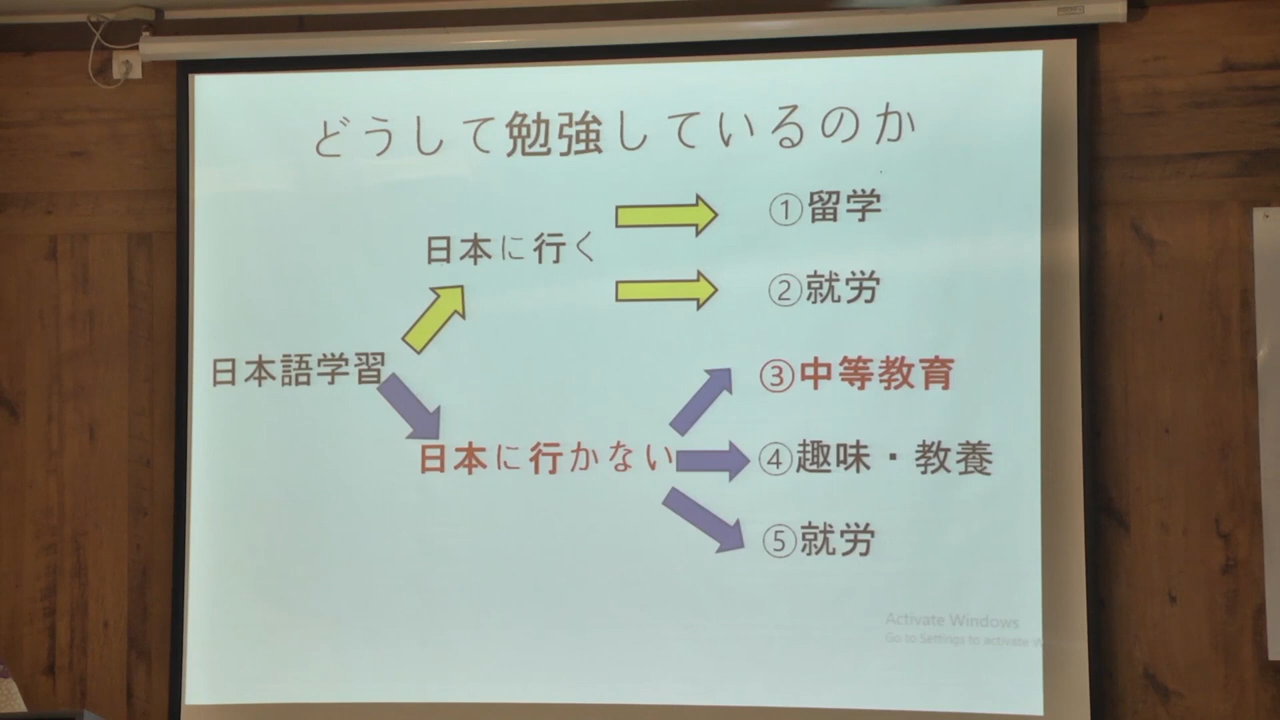 どうして勉強しているのか
①留学
日本に行く
②就労
日本語学習
③中等教育
日本に行かない
④趣味・教養
⑤就労
Activate Windows
Go to Settings to activate W